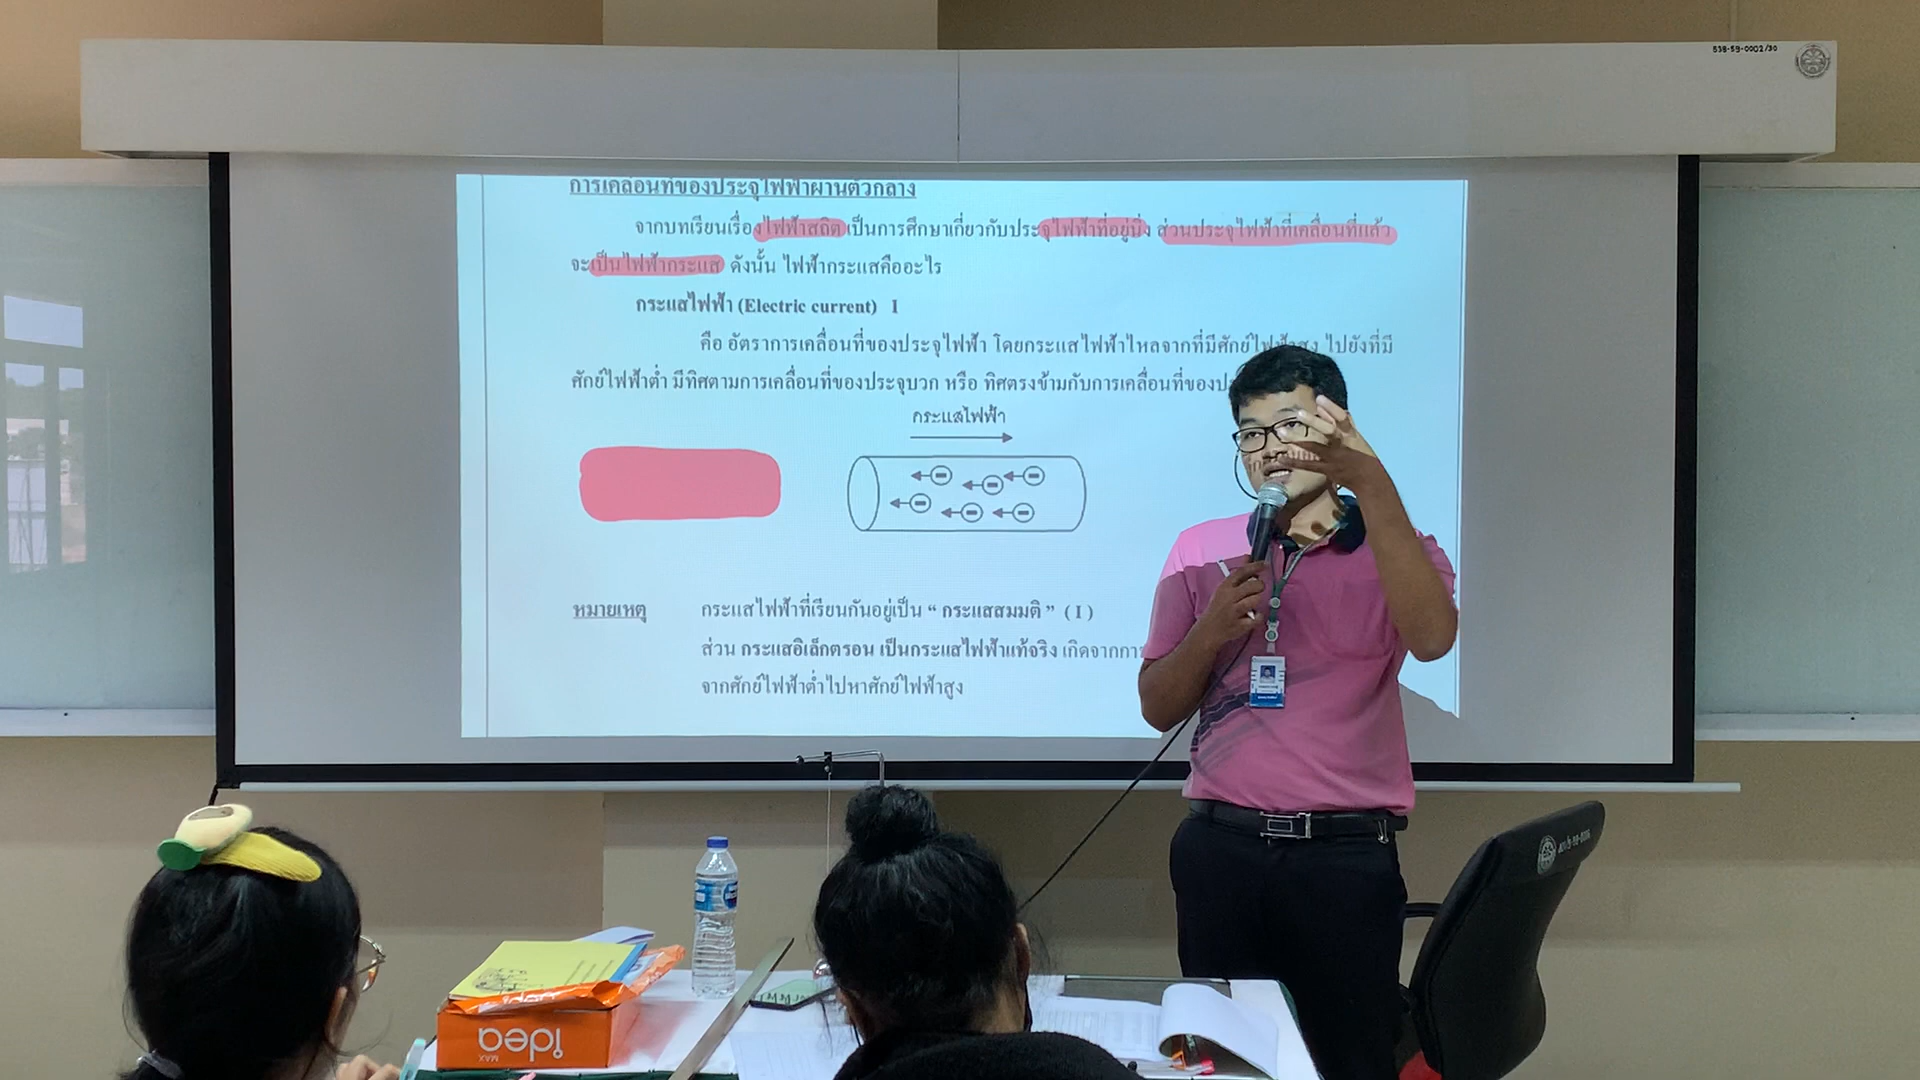 538-59-0002/30
การเคลื่อนที่ของประจุไฟฟ้าผ่านตัวกลาง
จากบทเรียนเรื่องไฟฟ้าสถิต เป็นการศึกษาเกี่ยวกับประจุไฟฟ้าที่อยู่นิ่ง ส่วนประจุไฟฟ้าที่เคลื่อนที่แล้ว
จะเป็นไฟฟ้ากระแส ดังนั้น ไฟฟ้ากระแสคืออะไร
กระแสไฟฟ้า (Electric current) I
คือ อัตราการเคลื่อนที่ของประจุไฟฟ้า โดยกระแสไฟฟ้าไหลจากที่มีศักย์ไฟฟ้าสูง ไปยังที่มี
ศักย์ไฟฟ้าต่ำ มีทิศตามการเคลื่อนที่ของประจุบวก หรือ ทิศตรงข้ามกับการเคลื่อนที่ของ
กระแสไฟฟ้า
หมายเหตุ กระแสไฟฟ้าที่เรียนกันอยู่เป็น “ กระแสสมมติ ” ( I )
ส่วน กระแสอิเล็กตรอน เป็นกระแสไฟฟ้าแท้จริง เกิดจากการ
จากศักย์ไฟฟ้าต่ำไปหาศักย์ไฟฟ้าสูง
idea
MAX